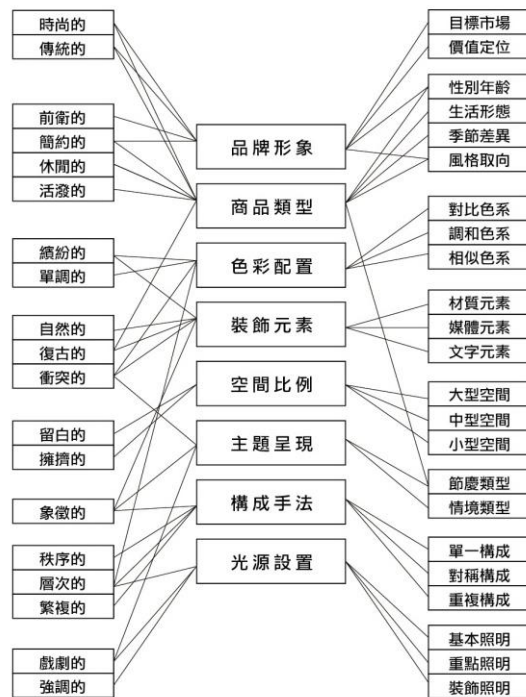 時尚的
傳統的
前衛的
簡約的
休閒的
活潑的
繽紛的
單調的
自然的
復古的
衝突的
留白的
擁擠的
象徵的
秩序的
層次的
繁複的
戲劇的
強調的
品牌形象
商品類型
色彩配置
裝飾元素
空間比例
主題呈現
構成手法
光源設置
目標市場
價值定位
性別年齡
生活形態
季節差異
風格取向
對比色系
調和色系
相似色系
材質元素
媒體元素
文字元素
大型空間
中型空間
小型空間
節慶類型
情境類型
單一構成
對稱構成
重複構成
基本照明
重點照明
裝飾照明